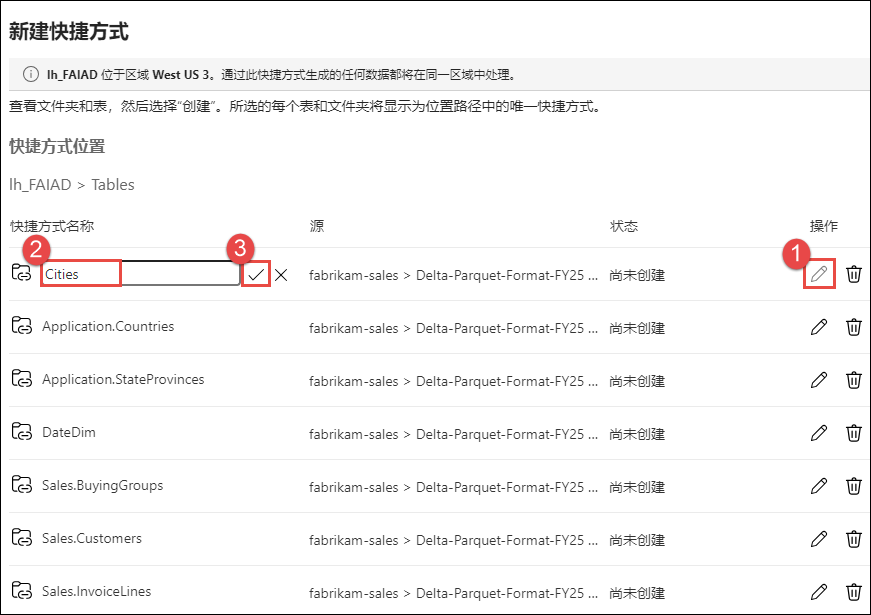 新建快捷方式
lh_FAIAD 位于区域 West US 3。通过此快捷方式生成的任何数据都将在同一区域中处理。
查看文件夹和表，然后选择“创建”。所选的每个表和文件夹将显示为位置路径中的唯一快捷方式。
快捷方式位置
lh_FAIAD > Tables
快捷方式名称 源 状态 操作
2 3 1
Cities fabrikam-sales > Delta-Parquet-Format-FY25 ... 尚未创建
Application.Countries fabrikam-sales > Delta-Parquet-Format-FY25 ... 尚未创建
Application.StateProvinces fabrikam-sales > Delta-Parquet-Format-FY25 ... 尚未创建
DateDim fabrikam-sales > Delta-Parquet-Format-FY25 ... 尚未创建
Sales.BuyingGroups fabrikam-sales > Delta-Parquet-Format-FY25 ... 尚未创建
Sales.Customers fabrikam-sales > Delta-Parquet-Format-FY25 ... 尚未创建
Sales.InvoiceLines fabrikam-sales > Delta-Parquet-Format-FY25 ... 尚未创建